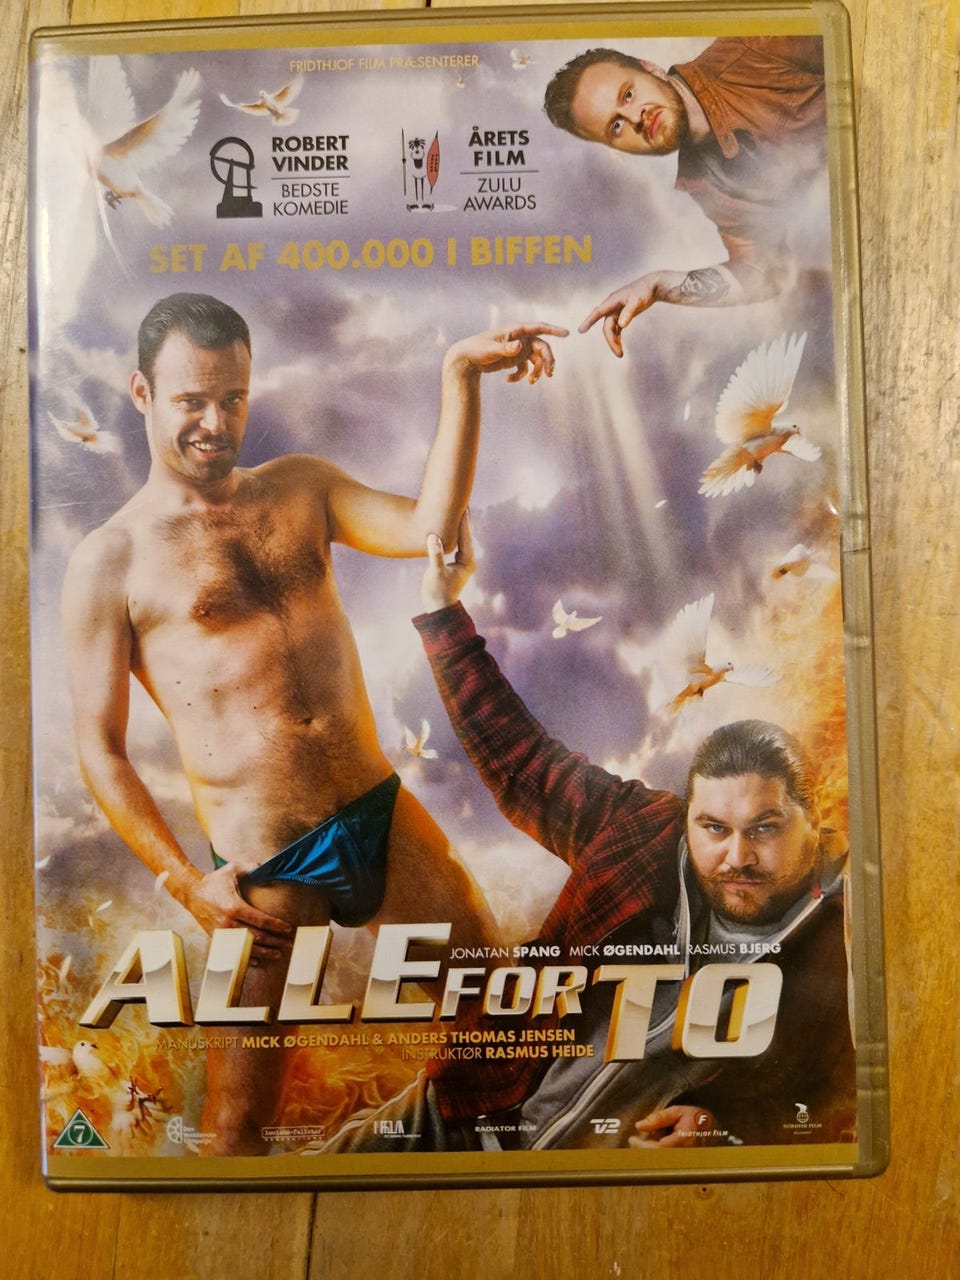 FRIDTHJOF FILM PRÆSENTERER
ROBERT
VINDER
BEDSTE
KOMEDIE
ÅRETS
FILM
ZULU
AWARDS
SET AF 400.000 I BIFFEN
JONATAN SPANG MICK ØGENDAHL RASMUS BJERG
ALLE FOR TO
MANUSKRIPT MICK ØGENDAHL & ANDERS THOMAS JENSEN
INSTRUKTØR RASMUS HEIDE
7
RADIATOR FILM
TV2
FRIDTHJOF FILM
NORDISK FILM